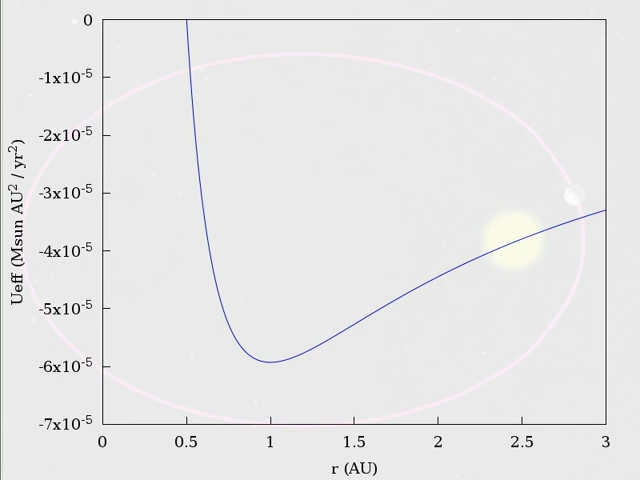 0
-1x10⁻⁵
-2x10⁻⁵
-3x10⁻⁵
-4x10⁻⁵
-5x10⁻⁵
-6x10⁻⁵
-7x10⁻⁵
Ueff (Msun AU² / yr²)
0 0.5 1 1.5 2 2.5 3
r (AU)